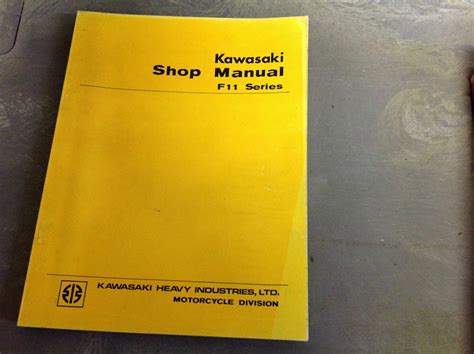 Kawasaki
Shop Manual
F11 Series
KAWASAKI HEAVY INDUSTRIES, LTD.
MOTORCYCLE DIVISION